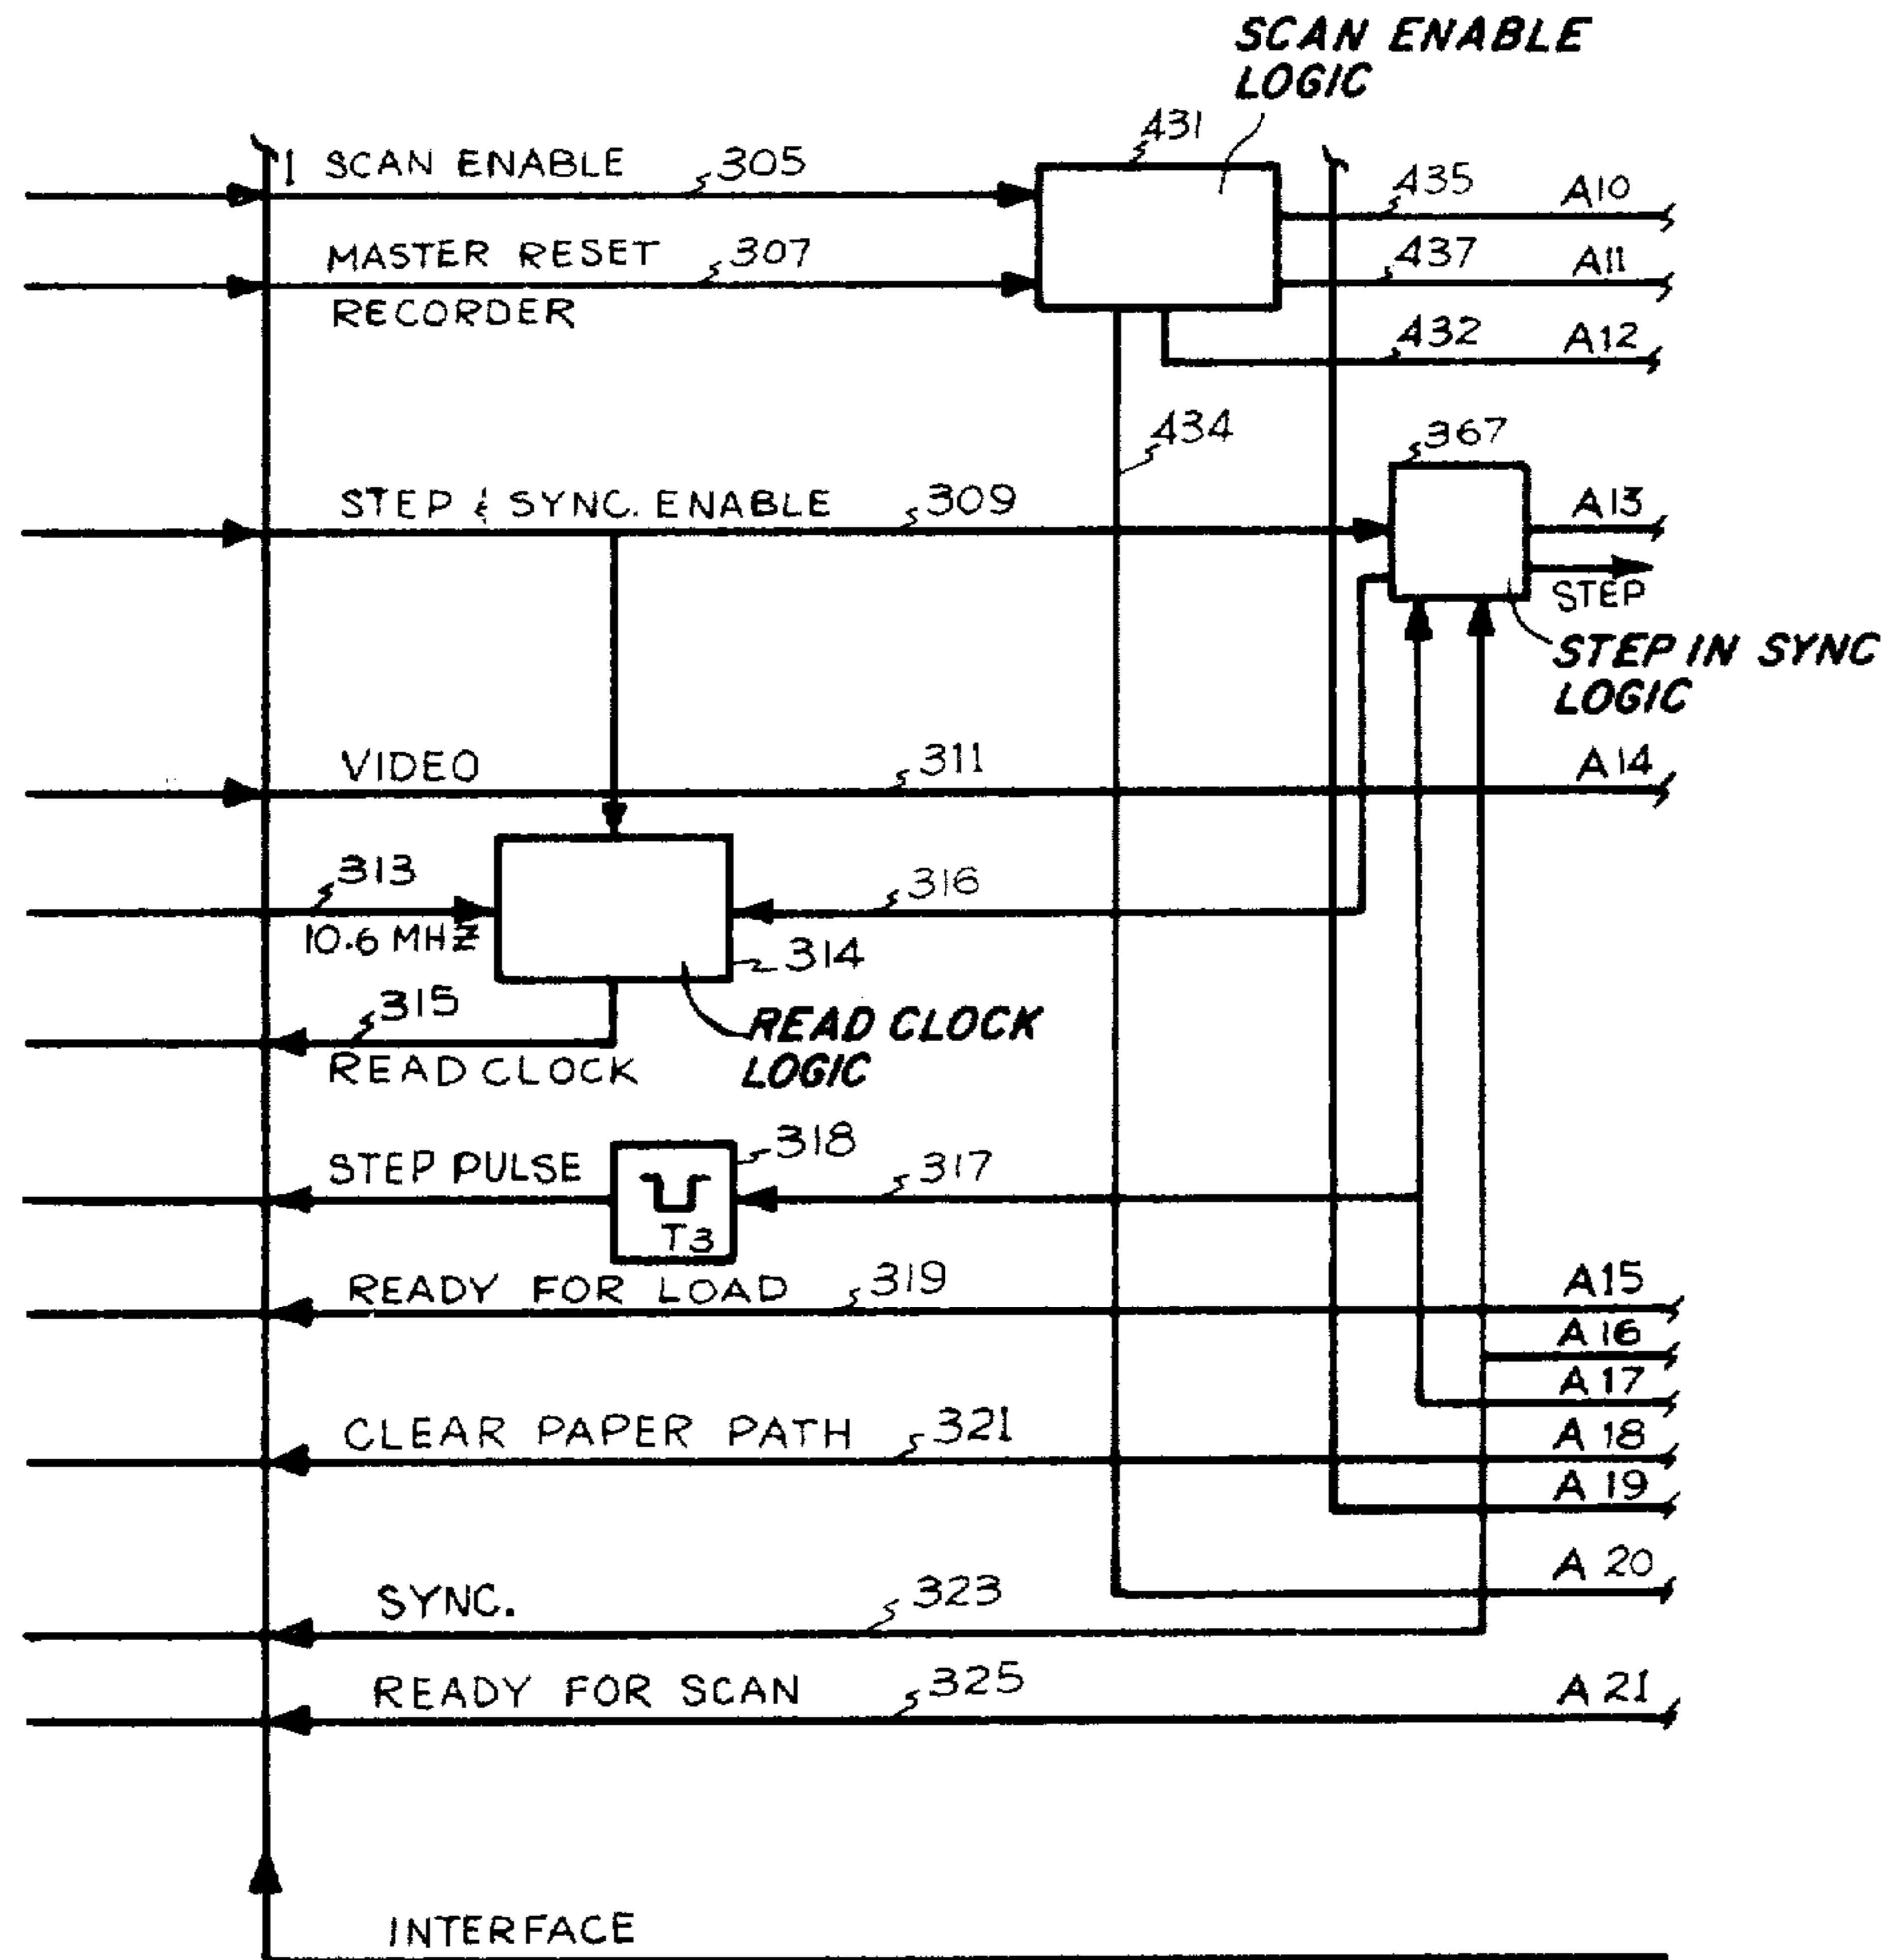 SCAN ENABLE
LOGIC
431
I SCAN ENABLE 305
435 A10
MASTER RESET 307
RECORDER
437 A11
432 A12
434
367
STEP & SYNC. ENABLE 309
A13
STEP
STEP IN SYNC
LOGIC
VIDEO 311 A14
313
10.6 MHZ
316
314
315
READ CLOCK
READ CLOCK
LOGIC
STEP PULSE
318
T3
317
READY FOR LOAD 319 A15
A16
A17
CLEAR PAPER PATH 321 A18
A19
A20
SYNC. 323
READY FOR SCAN 325 A21
INTERFACE